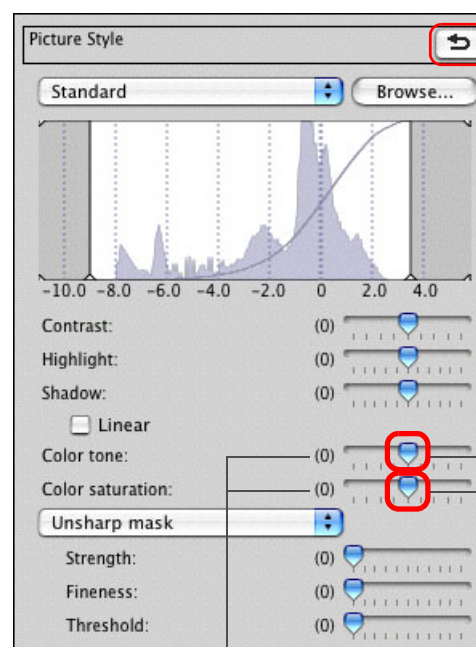 Picture Style
Standard
Browse...
-10.0 -8.0 -6.0 -4.0 -2.0 0 2.0 4.0
Contrast: (0)
Highlight: (0)
Shadow: (0)
Linear
Color tone: (0)
Color saturation: (0)
Unsharp mask
Strength: (0)
Fineness: (0)
Threshold: (0)